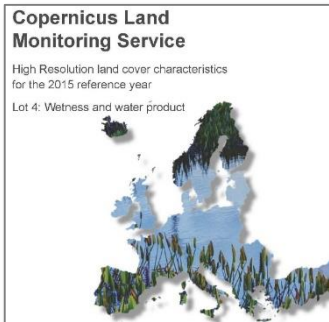 Copernicus Land
Monitoring Service
High Resolution land cover characteristics
for the 2015 reference year
Lot 4: Wetness and water product